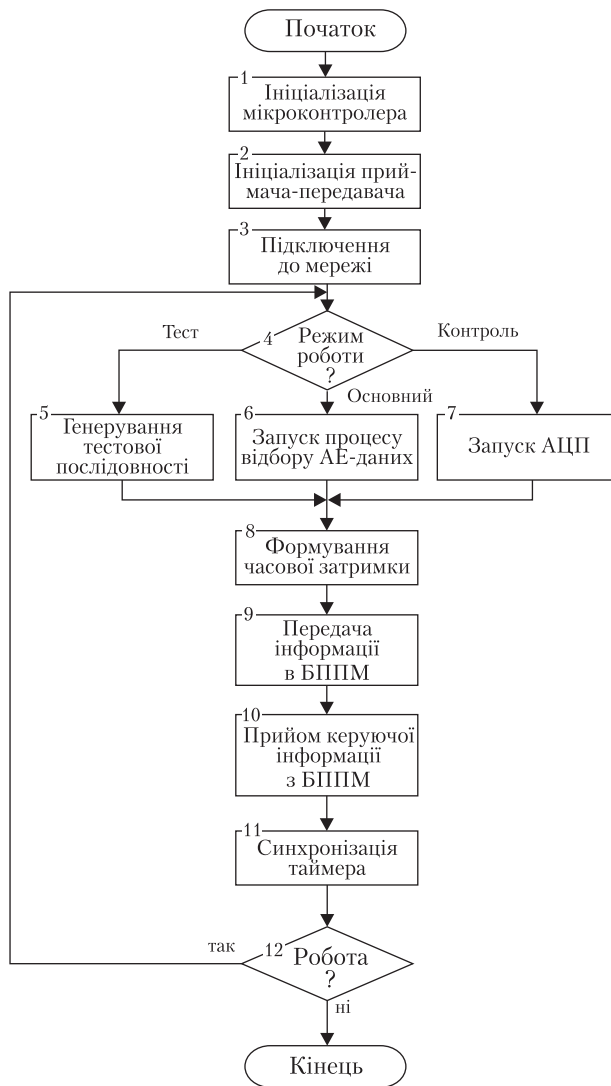 Початок
1
Ініціалізація
мікроконтролера
2
Ініціалізація прий-
мача-передавача
3
Підключення
до мережі
Тест
4
Режим
роботи
?
Контроль
Основний
5
Генерування
тестової
послідовності
6
Запуск процесу
відбору АЕ-даних
7
Запуск АЦП
8
Формування
часової затримки
9
Передача
інформації
в БППМ
10
Прийом керуючої
інформації
з БППМ
11
Синхронізація
таймера
так
12
Робота
?
ні
Кінець